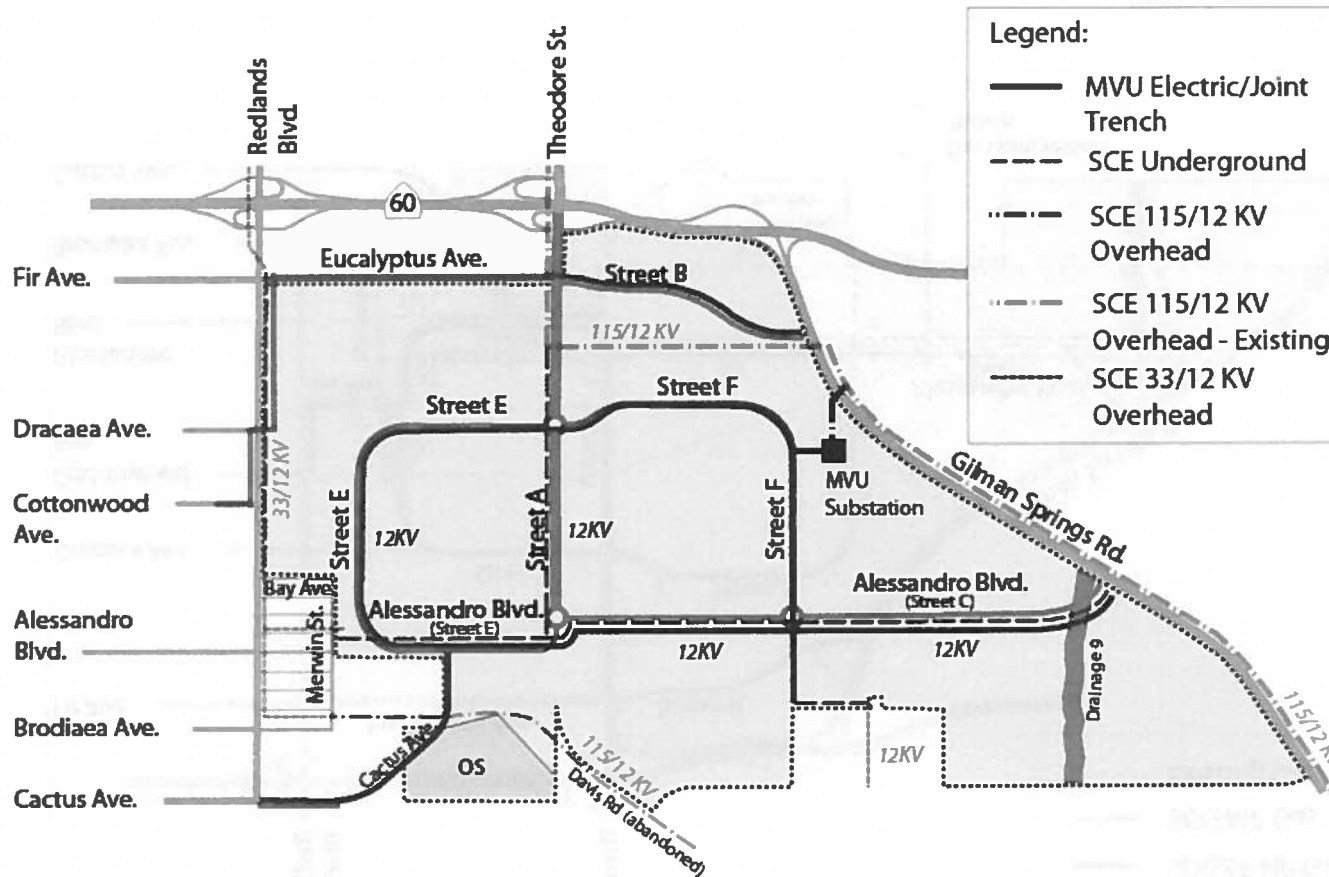 Legend:
MVU Electric/Joint
Trench
SCE Underground
SCE 115/12 KV
Overhead
SCE 115/12 KV
Overhead - Existing
SCE 33/12 KV
Overhead
Redlands
Blvd.
Theodore St.
60
Eucalyptus Ave.
Fir Ave.
Street B
115/12 KV
Street F
Street E
Dracaea Ave.
33/12 KV
Cottonwood
Ave.
Street E
12KV
Street A
12KV
Street F
MVU
Substation
Gilman Springs Rd.
Bay Ave
Alessandro Blvd.
(Street E)
Alessandro Blvd.
(Street C)
Alessandro
Blvd.
Merwin St.
12KV
12KV
Drainage 9
115/12 KV
Brodiaea Ave.
Cactus Ave
OS
115/12 KV
Davis Rd (abandoned)
12KV
Cactus Ave.